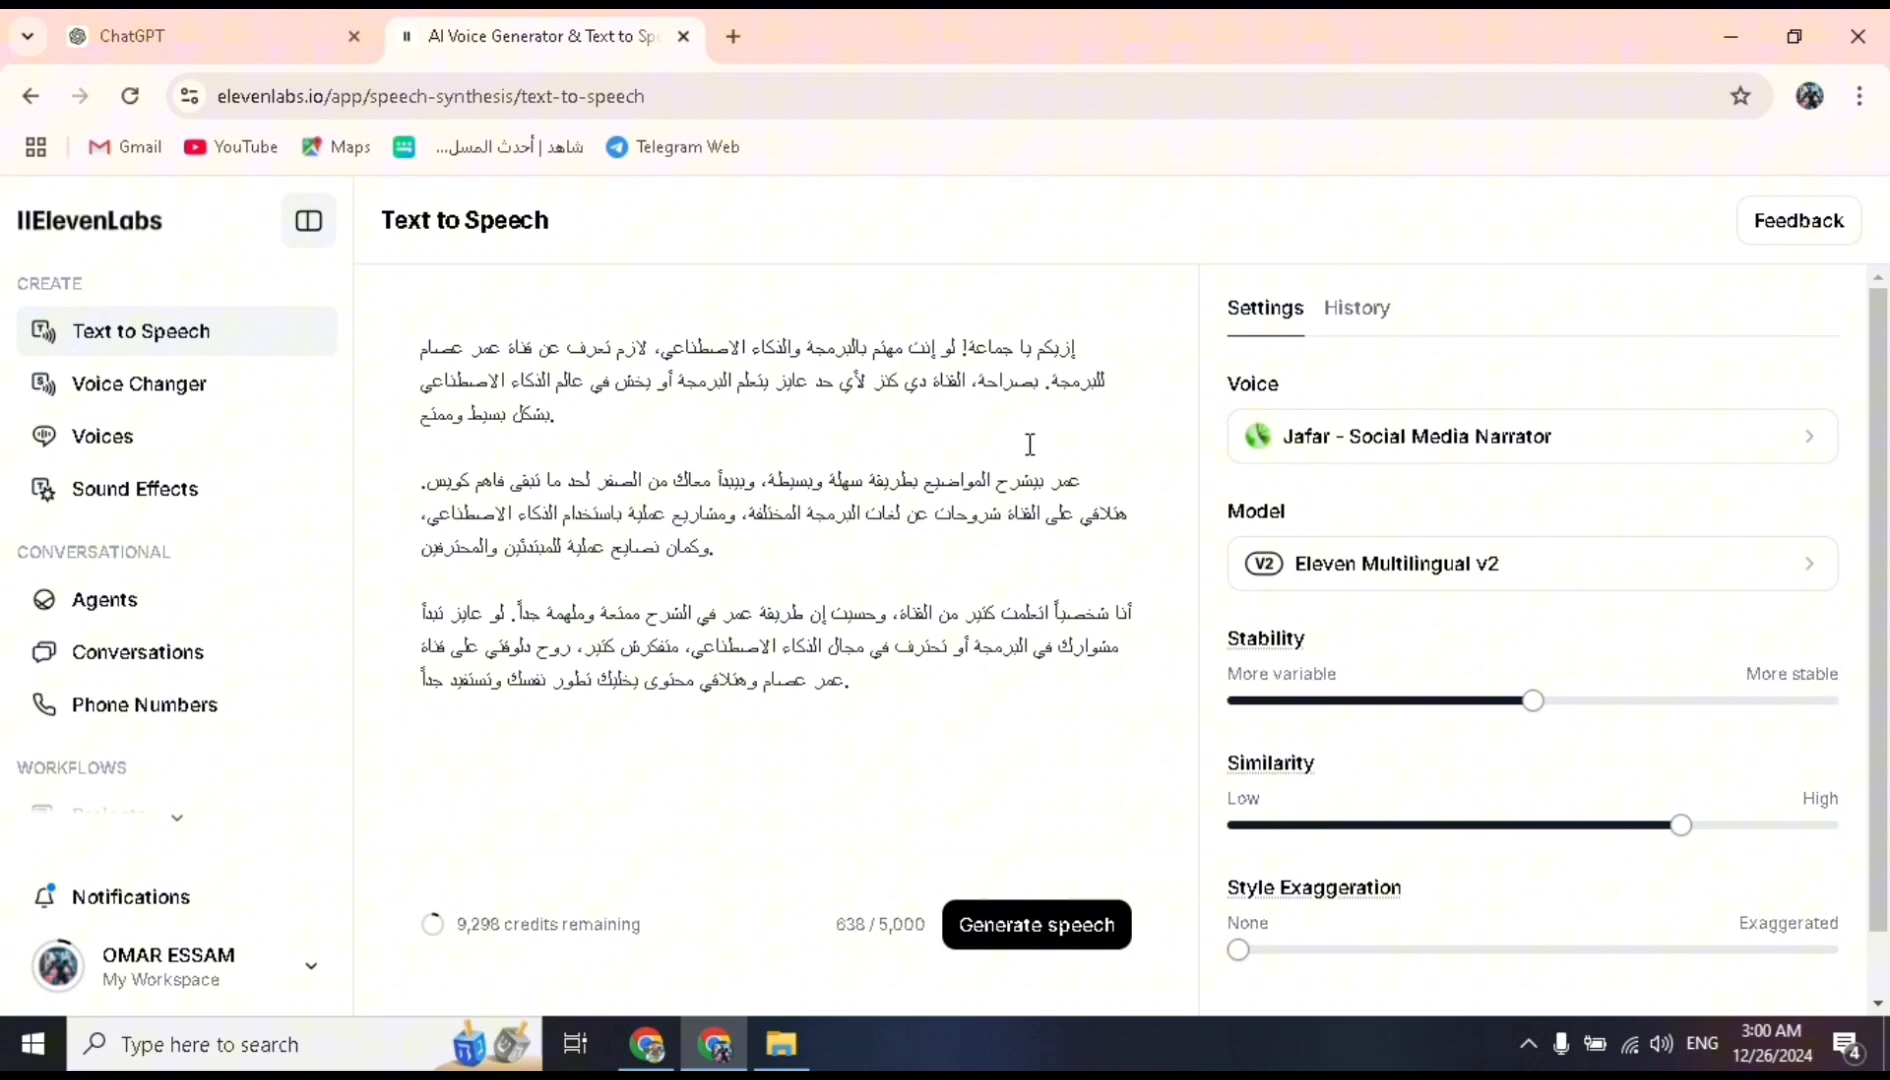 ChatGPT
AI Voice Generator & Text to Sp
elevenlabs.io/app/speech-synthesis/text-to-speech
Gmail
YouTube
Maps
شاهد | أحدث المسل...
Telegram Web
IIElevenLabs
Text to Speech
Feedback
CREATE
Text to Speech
Voice Changer
Voices
Sound Effects
CONVERSATIONAL
Agents
Conversations
Phone Numbers
WORKFLOWS
Projects
Notifications
OMAR ESSAM
My Workspace
إزيكم يا جماعة! لو إنت مهتم بالبرمجة والذكاء الاصطناعي، لازم تعرف عن قناة عمر عصام
للبرمجة. بصراحة، القناة دي كنز لأي حد عايز يتعلم البرمجة أو يخش في عالم الذكاء الاصطناعي
بشكل بسيط وممتع.
عمر بيشرح المواضيع بطريقة سهلة وبسيطة، وبيبدأ معاك من الصفر لحد ما تبقى فاهم كويس.
هتلاقي على القناة شروحات عن لغات البرمجة المختلفة، ومشاريع عملية باستخدام الذكاء الاصطناعي،
وكمان نصايح عملية للمبتدئين والمحترفين.
أنا شخصياً اتعلمت كتير من القناة، وحسيت إن طريقة عمر في الشرح ممتعة وملهمة جداً. لو عايز تبدأ
مشوارك في البرمجة أو تحترف في مجال الذكاء الاصطناعي، متفكرش كتير، روح دلوقتي على قناة
عمر عصام وهتلاقي محتوى يخليك تطور نفسك وتستفيد جداً.
9,298 credits remaining
638 / 5,000
Generate speech
Settings
History
Voice
Jafar - Social Media Narrator
Model
V2 Eleven Multilingual v2
Stability
More variable
More stable
Similarity
Low
High
Style Exaggeration
None
Exaggerated
Type here to search
ENG
3:00 AM
12/26/2024
4